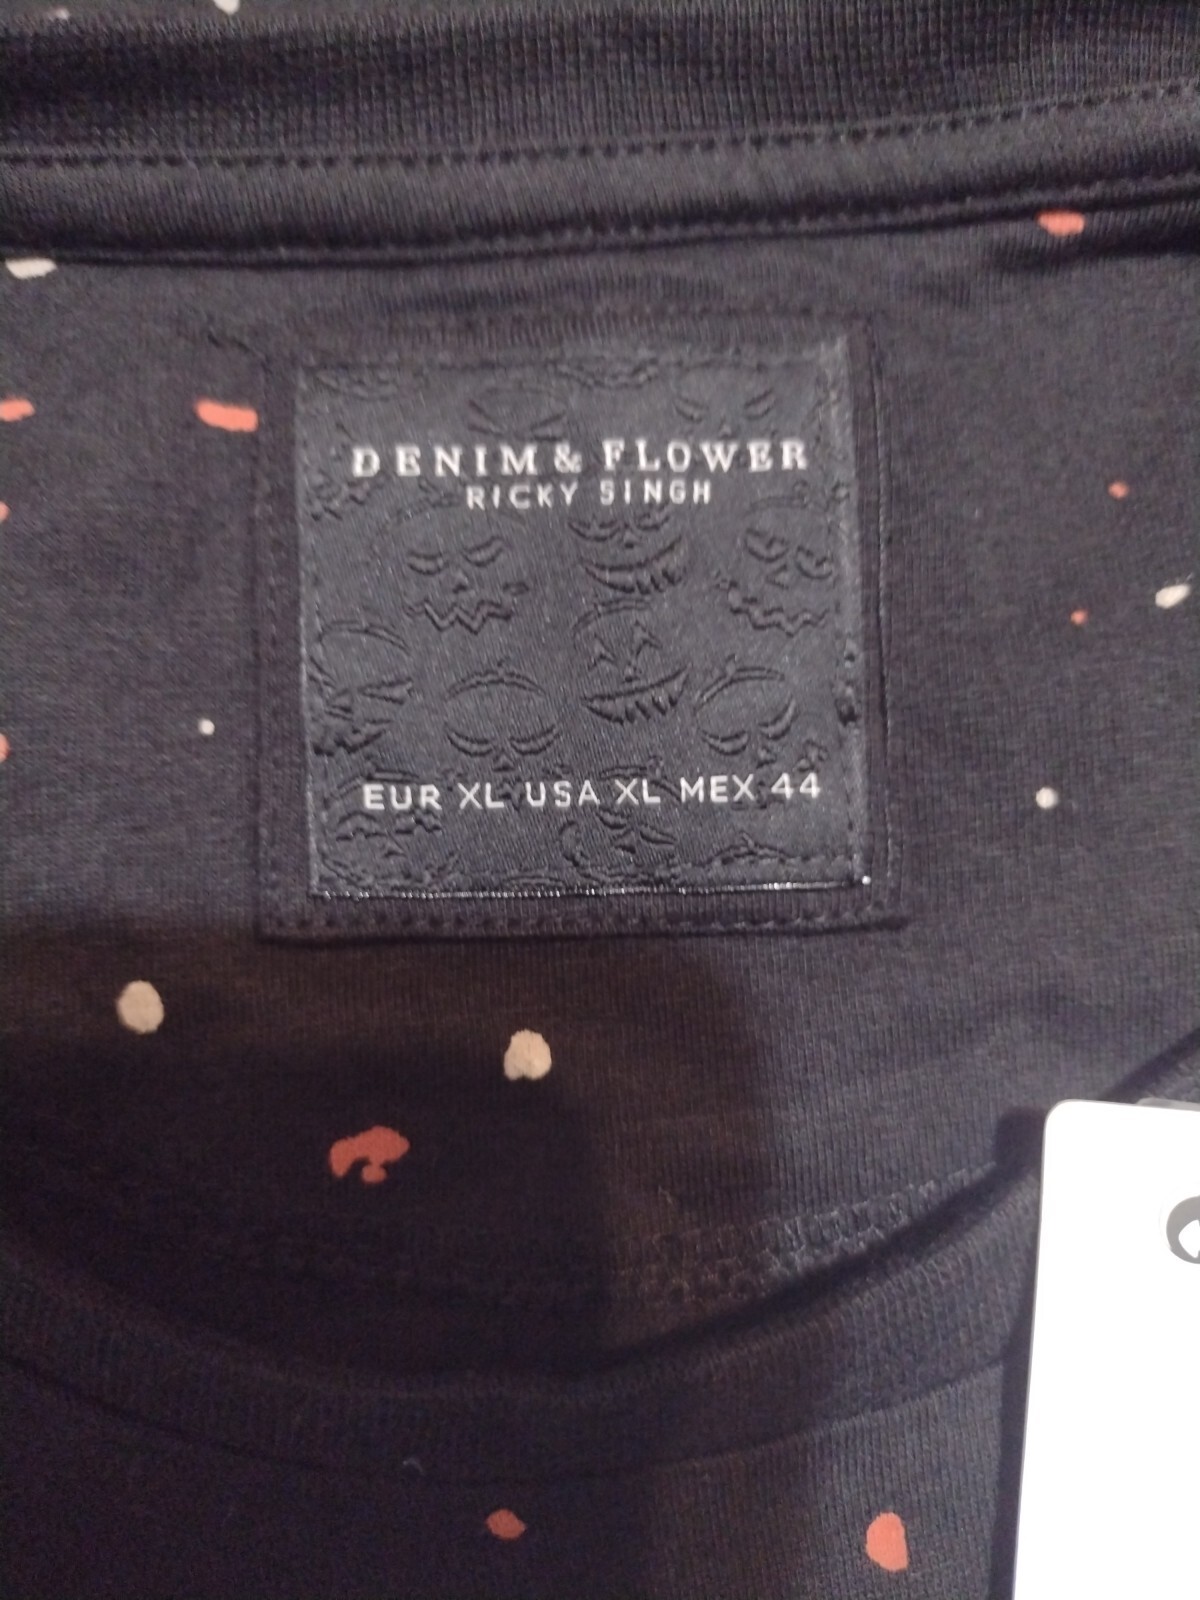 DENIM & FLOWER
RICKY SINGH
EUR XL USA XL MEX 44